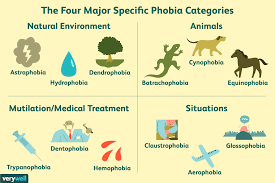 The Four Major Specific Phobia Categories
Natural Environment
Astrophobia
Hydrophobia
Dendrophobia
Animals
Batrachophobia
Cynophobia
Equinophobia
Mutilation/Medical Treatment
Trypanophobia
Dentophobia
Hemophobia
Situations
Claustrophobia
Aerophobia
Glossophobia
verywell